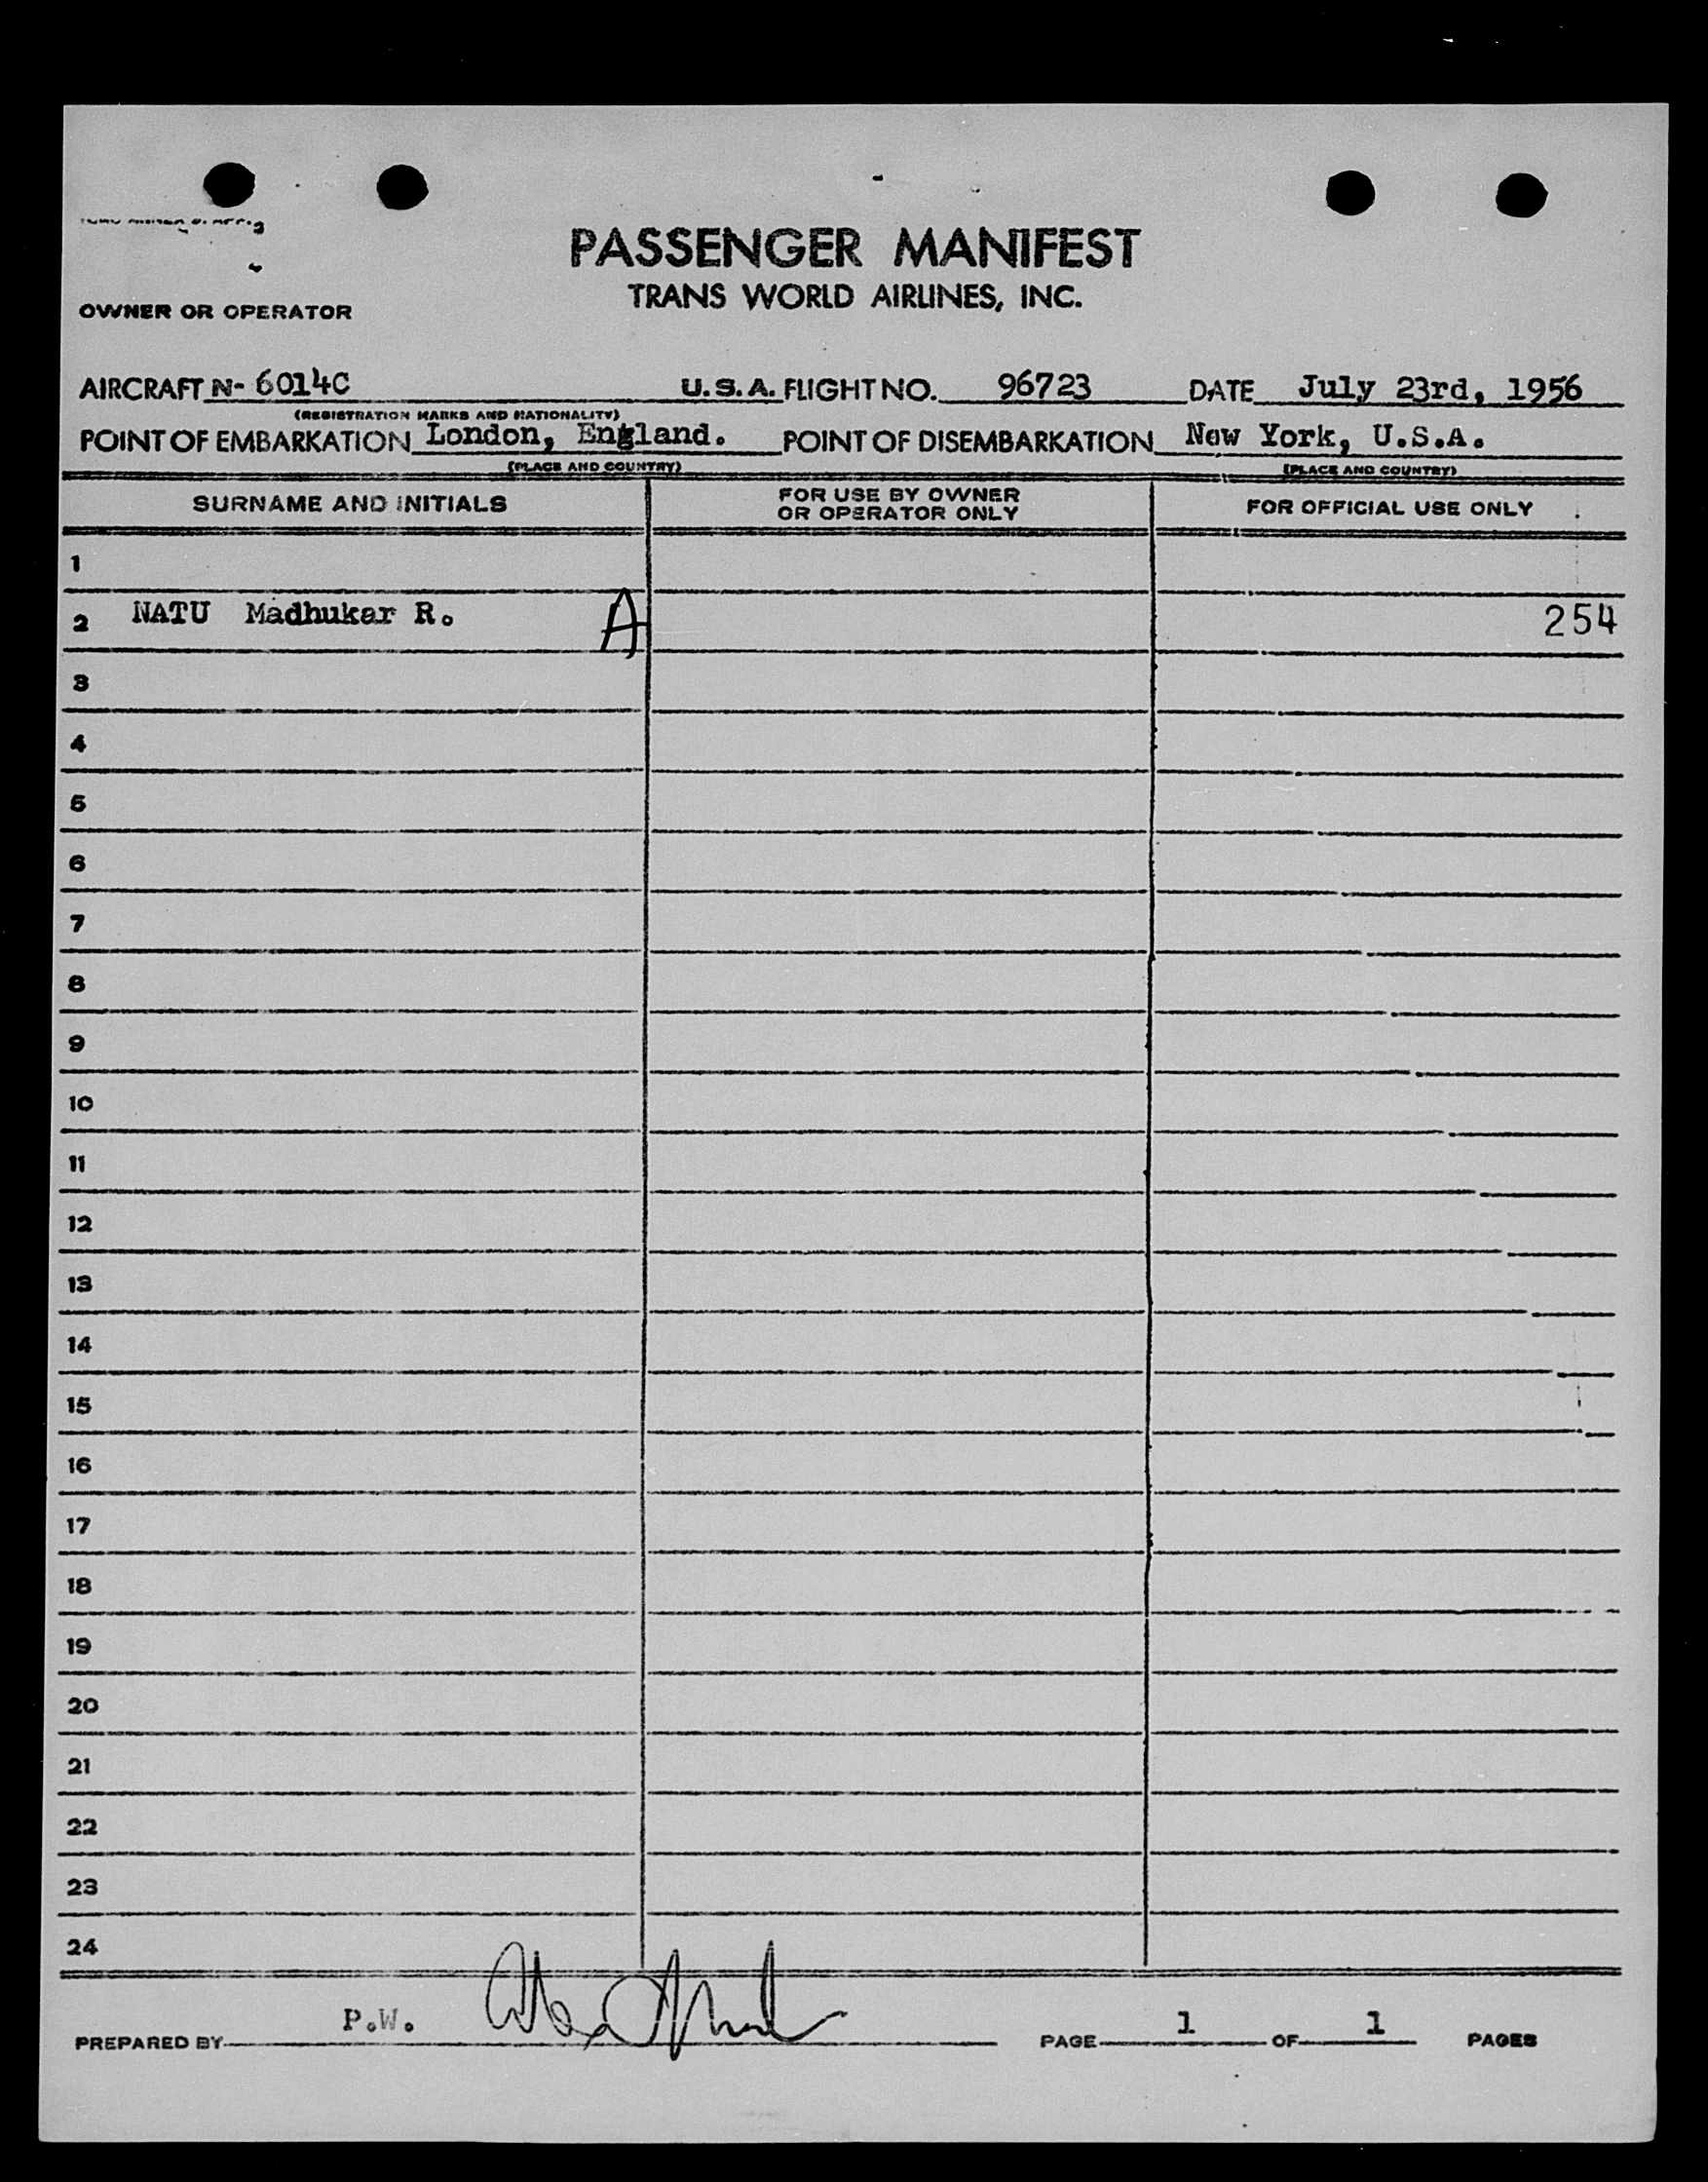 PASSENGER MANIFEST
TRANS WORLD AIRLINES, INC.
OWNER OR OPERATOR
AIRCRAFT N- 6014C U.S.A. FLIGHT NO. 96723 DATE July 23rd, 1956
(REGISTRATION MARKS AND NATIONALITY)
POINT OF EMBARKATION London, England. POINT OF DISEMBARKATION New York, U.S.A.
(PLACE AND COUNTRY) (PLACE AND COUNTRY)
SURNAME AND INITIALS FOR USE BY OWNER OR OPERATOR ONLY FOR OFFICIAL USE ONLY
1
2 NATU Madhukar R. A 254
3
4
5
6
7
8
9
10
11
12
13
14
15
16
17
18
19
20
21
22
23
24
PREPARED BY P.W. PAGE 1 OF 1 PAGES